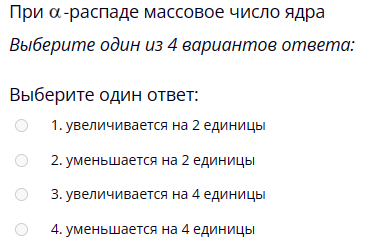 При α-распаде массовое число ядра
Выберите один из 4 вариантов ответа:
Выберите один ответ:
1. увеличивается на 2 единицы
2. уменьшается на 2 единицы
3. увеличивается на 4 единицы
4. уменьшается на 4 единицы